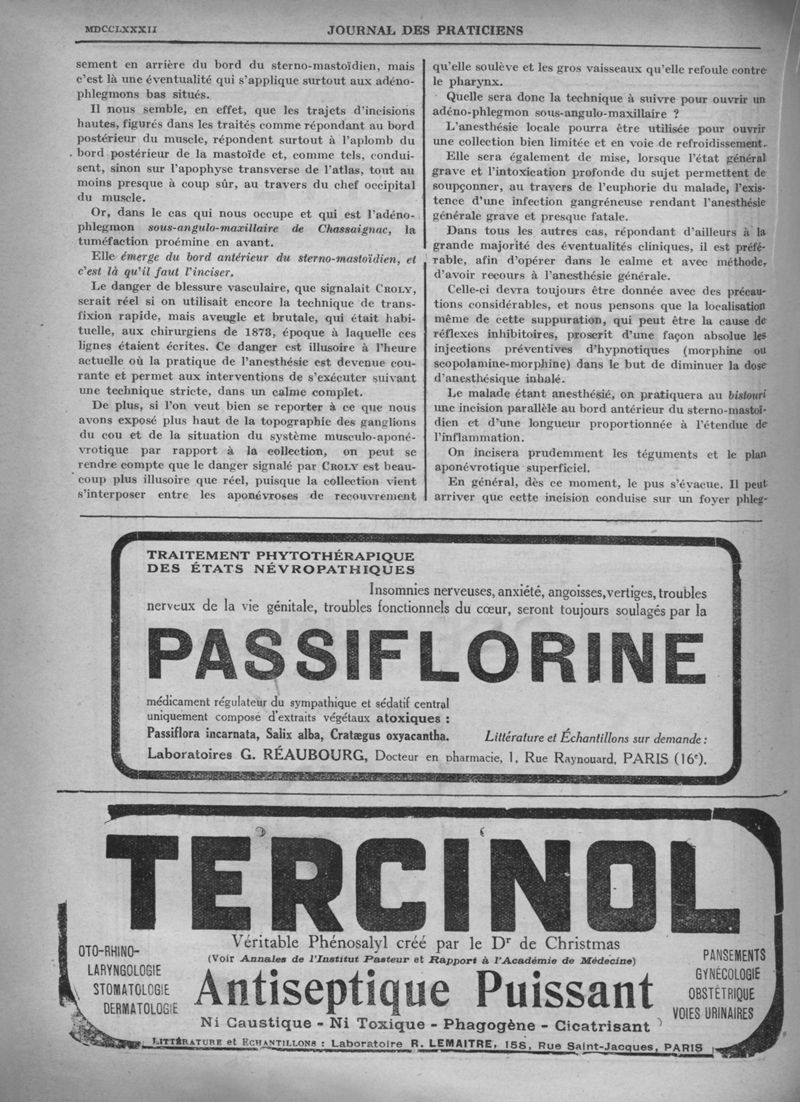 MDCCLXXXII
JOURNAL DES PRATICIENS
sement en arrière du bord du sterno-mastoïdien, mais
c'est là une éventualité qui s'applique surtout aux adéno-
phlegmons bas situés.
Il nous semble, en effet, que les trajets d'incisions
hautes, figurés dans les traités comme répondant au bord
postérieur du muscle, répondent surtout à l'aplomb du
bord postérieur de la mastoïde et, comme tels, condui-
sent, sinon sur l'apophyse transverse de l'atlas, tout au
moins presque à coup sûr, au travers du chef occipital
du muscle.
Or, dans le cas qui nous occupe et qui est l'adéno-
phlegmon sous-angulo-maxillaire de Chassaignac, la
tuméfaction proémine en avant.
Elle émerge du bord antérieur du sterno-mastoïdien, et
c'est là qu'il faut l'inciser.
Le danger de blessure vasculaire, que signalait CROLY,
serait réel si on utilisait encore la technique de trans-
fixion rapide, mais aveugle et brutale, qui était habi-
tuelle, aux chirurgiens de 1873, époque à laquelle ces
lignes étaient écrites. Ce danger est illusoire à l'heure
actuelle où la pratique de l'anesthésie est devenue cou-
rante et permet aux interventions de s'exécuter suivant
une technique stricte, dans un calme complet.
De plus, si l'on veut bien se reporter à ce que nous
avons exposé plus haut de la topographie des ganglions
du cou et de la situation du système musculo-aponé-
vrotique par rapport à la collection, on peut se
rendre compte que le danger signalé par CROLY est beau-
coup plus illusoire que réel, puisque la collection vient
s'interposer entre les aponévroses de recouvrement
qu'elle soulève et les gros vaisseaux qu'elle refoule contre
le pharynx.
Quelle sera donc la technique à suivre pour ouvrir un
adéno-phlegmon sous-angulo-maxillaire ?
L'anesthésie locale pourra être utilisée pour ouvrir
une collection bien limitée et en voie de refroidissement.
Elle sera également de mise, lorsque l'état général
grave et l'intoxication profonde du sujet permettent de
soupçonner, au travers de l'euphorie du malade, l'exis-
tence d'une infection gangréneuse rendant l'anesthésie
générale grave et presque fatale.
Dans tous les autres cas, répondant d'ailleurs à la
grande majorité des éventualités cliniques, il est préfé-
rable, afin d'opérer dans le calme et avec méthode,
d'avoir recours à l'anesthésie générale.
Celle-ci devra toujours être donnée avec des précau-
tions considérables, et nous pensons que la localisation
même de cette suppuration, qui peut être la cause de
réflexes inhibitoires, proscrit d'une façon absolue les
injections préventives d'hypnotiques (morphine ou
scopolamine-morphine) dans le but de diminuer la dose
d'anesthésique inhalé.
Le malade étant anesthésié, on pratiquera au bistouri
une incision parallèle au bord antérieur du sterno-mastoï-
dien et d'une longueur proportionnée à l'étendue de
l'inflammation.
On incisera prudemment les téguments et le plan
aponévrotique superficiel.
En général, dès ce moment, le pus s'évacue. Il peut
arriver que cette incision conduise sur un foyer phleg-
TRAITEMENT PHYTOTHÉRAPIQUE
DES ÉTATS NÉVROPATHIQUES
Insomnies nerveuses, anxiété, angoisses, vertiges, troubles
nerveux de la vie génitale, troubles fonctionnels du cœur, seront toujours soulagés par la
PASSIFLORINE
médicament régulateur du sympathique et sédatif central
uniquement composé d'extraits végétaux atoxiques :
Passiflora incarnata, Salix alba, Cratægus oxyacantha.
Littérature et Échantillons sur demande :
Laboratoires G. RÉAUBOURG, Docteur en pharmacie, 1, Rue Raynouard, PARIS (16e).
TERCINOL
Véritable Phénosalyl créé par le Dr de Christmas
(Voir Annales de l'Institut Pasteur et Rapport à l'Académie de Médecine)
OTO-RHINO-
LARYNGOLOGIE
STOMATOLOGIE
DERMATOLOGIE
Antiseptique Puissant
PANSEMENTS
GYNÉCOLOGIE
OBSTÉTRIQUE
VOIES URINAIRES
Ni Caustique - Ni Toxique - Phagogène - Cicatrisant
LITTÉRATURE et ECHANTILLONS : Laboratoire R. LEMAITRE, 158, Rue Saint-Jacques, PARIS